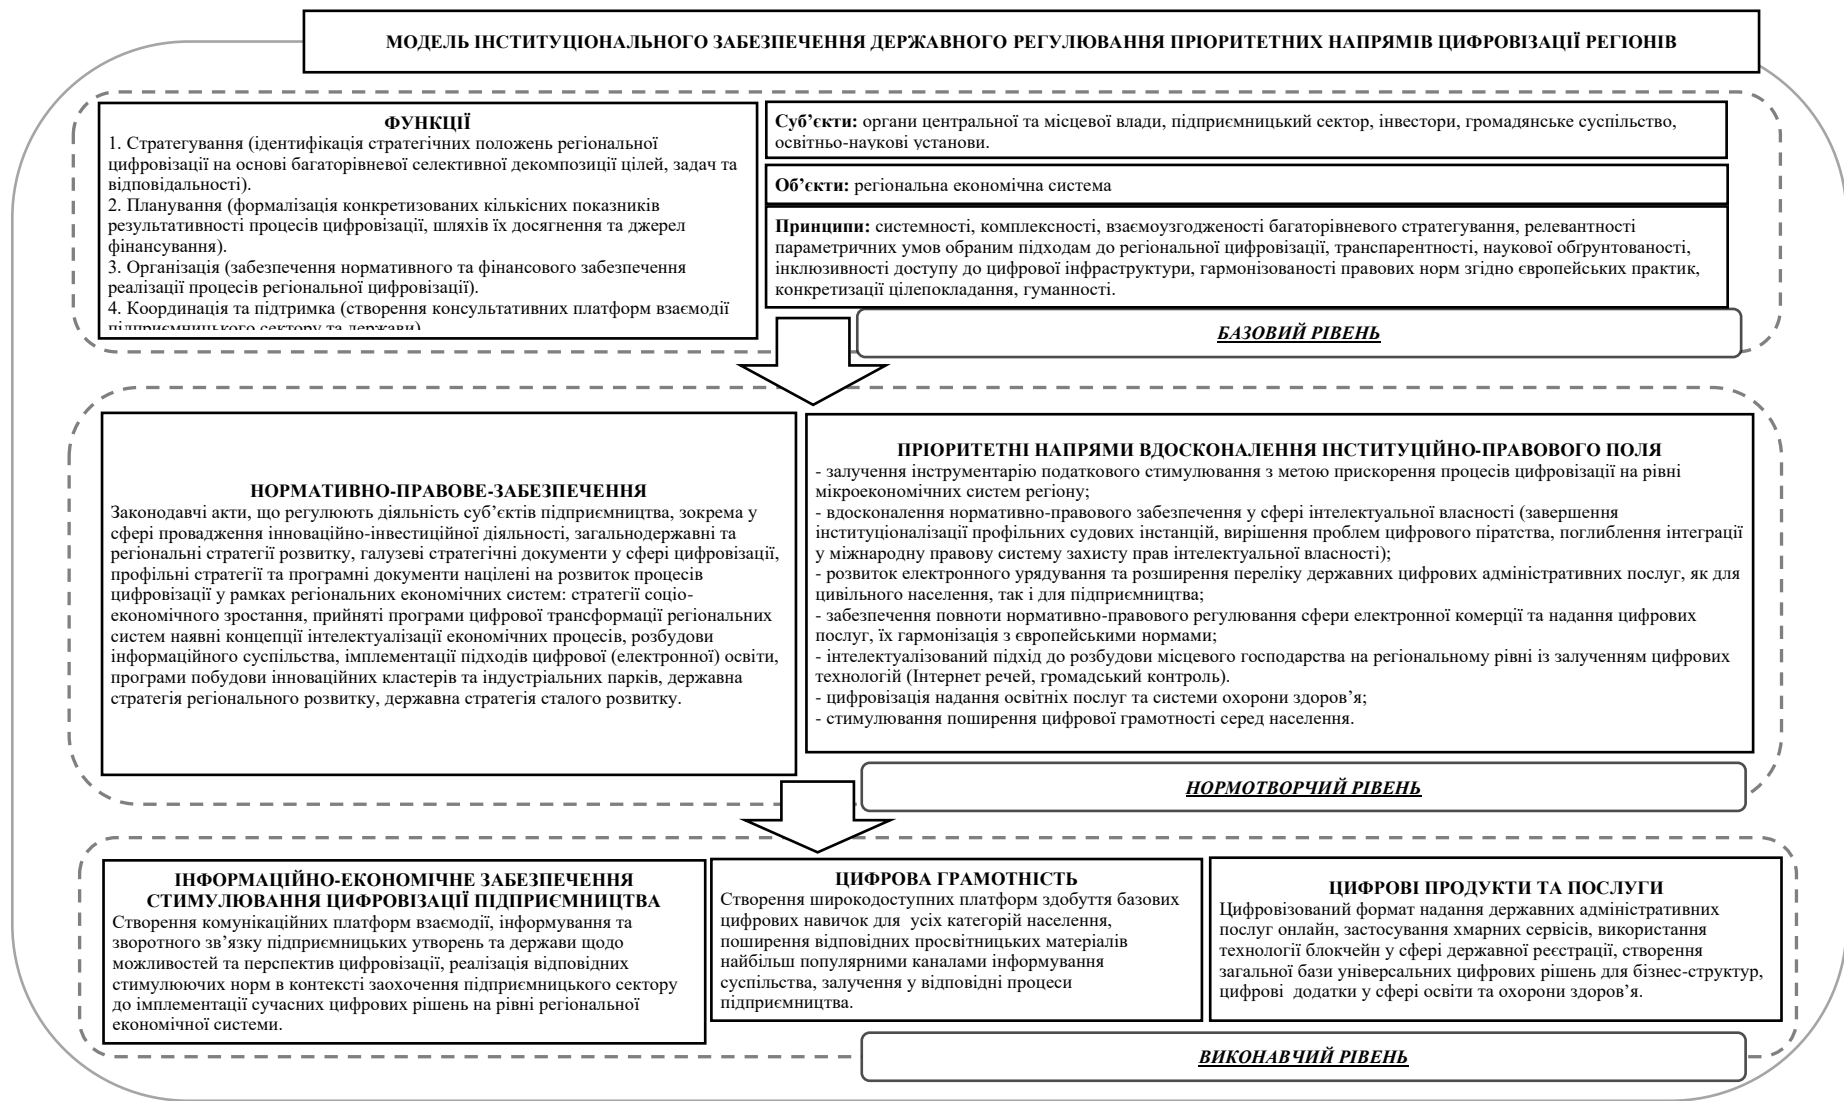 МОДЕЛЬ ІНСТИТУЦІОНАЛЬНОГО ЗАБЕЗПЕЧЕННЯ ДЕРЖАВНОГО РЕГУЛЮВАННЯ ПРІОРИТЕТНИХ НАПРЯМІВ ЦИФРОВІЗАЦІЇ РЕГІОНІВ
ФУНКЦІЇ
1. Стратегування (ідентифікація стратегічних положень регіональної
цифровізації на основі багаторівневої селективної декомпозиції цілей, задач та
відповідальності).
2. Планування (формалізація конкретизованих кількісних показників
результативності процесів цифровізації, шляхів їх досягнення та джерел
фінансування).
3. Організація (забезпечення нормативного та фінансового забезпечення
реалізації процесів регіональної цифровізації).
4. Координація та підтримка (створення консультативних платформ взаємодії
підприємницького сектору та держави)
Суб’єкти: органи центральної та місцевої влади, підприємницький сектор, інвестори, громадянське суспільство,
освітньо-наукові установи.
Об’єкти: регіональна економічна система
Принципи: системності, комплексності, взаємоузгодженості багаторівневого стратегування, релевантності
параметричних умов обраним підходам до регіональної цифровізації, транспарентності, наукової обґрунтованості,
інклюзивності доступу до цифрової інфраструктури, гармонізованості правових норм згідно європейських практик,
конкретизації цілепокладання, гуманності.
БАЗОВИЙ РІВЕНЬ
НОРМАТИВНО-ПРАВОВЕ-ЗАБЕЗПЕЧЕННЯ
Законодавчі акти, що регулюють діяльність суб’єктів підприємництва, зокрема у
сфері провадження інноваційно-інвестиційної діяльності, загальнодержавні та
регіональні стратегії розвитку, галузеві стратегічні документи у сфері цифровізації,
профільні стратегії та програмні документи націлені на розвиток процесів
цифровізації у рамках регіональних економічних систем: стратегії соціо-
економічного зростання, прийняті програми цифрової трансформації регіональних
систем наявні концепції інтелектуалізації економічних процесів, розбудови
інформаційного суспільства, імплементації підходів цифрової (електронної) освіти,
програми побудови інноваційних кластерів та індустріальних парків, державна
стратегія регіонального розвитку, державна стратегія сталого розвитку.
ПРІОРИТЕТНІ НАПРЯМИ ВДОСКОНАЛЕННЯ ІНСТИТУЦІЙНО-ПРАВОВОГО ПОЛЯ
- залучення інструментарію податкового стимулювання з метою прискорення процесів цифровізації на рівні
мікроекономічних систем регіону;
- вдосконалення нормативно-правового забезпечення у сфері інтелектуальної власності (завершення
інституціоналізації профільних судових інстанцій, вирішення проблем цифрового піратства, поглиблення інтеграції
у міжнародну правову систему захисту прав інтелектуальної власності);
- розвиток електронного урядування та розширення переліку державних цифрових адміністративних послуг, як для
цивільного населення, так і для підприємництва;
- забезпечення повноти нормативно-правового регулювання сфери електронної комерції та надання цифрових
послуг, їх гармонізація з європейськими нормами;
- інтелектуалізований підхід до розбудови місцевого господарства на регіональному рівні із залученням цифрових
технологій (Інтернет речей, громадський контроль).
- цифровізація надання освітніх послуг та системи охорони здоров’я;
- стимулювання поширення цифрової грамотності серед населення.
НОРМОТВОРЧИЙ РІВЕНЬ
ІНФОРМАЦІЙНО-ЕКОНОМІЧНЕ ЗАБЕЗПЕЧЕННЯ
СТИМУЛЮВАННЯ ЦИФРОВІЗАЦІЇ ПІДПРИЄМНИЦТВА
Створення комунікаційних платформ взаємодії, інформування та
зворотного зв’язку підприємницьких утворень та держави щодо
можливостей та перспектив цифровізації, реалізація відповідних
стимулюючих норм в контексті заохочення підприємницького сектору
до імплементації сучасних цифрових рішень на рівні регіональної
економічної системи.
ЦИФРОВА ГРАМОТНІСТЬ
Створення широкодоступних платформ здобуття базових
цифрових навичок для усіх категорій населення,
поширення відповідних просвітницьких матеріалів
найбільш популярними каналами інформування
суспільства, залучення у відповідні процеси
підприємництва.
ЦИФРОВІ ПРОДУКТИ ТА ПОСЛУГИ
Цифровізований формат надання державних адміністративних
послуг онлайн, застосування хмарних сервісів, використання
технології блокчейн у сфері державної реєстрації, створення
загальної бази універсальних цифрових рішень для бізнес-структур,
цифрові додатки у сфері освіти та охорони здоров’я.
ВИКОНАВЧИЙ РІВЕНЬ